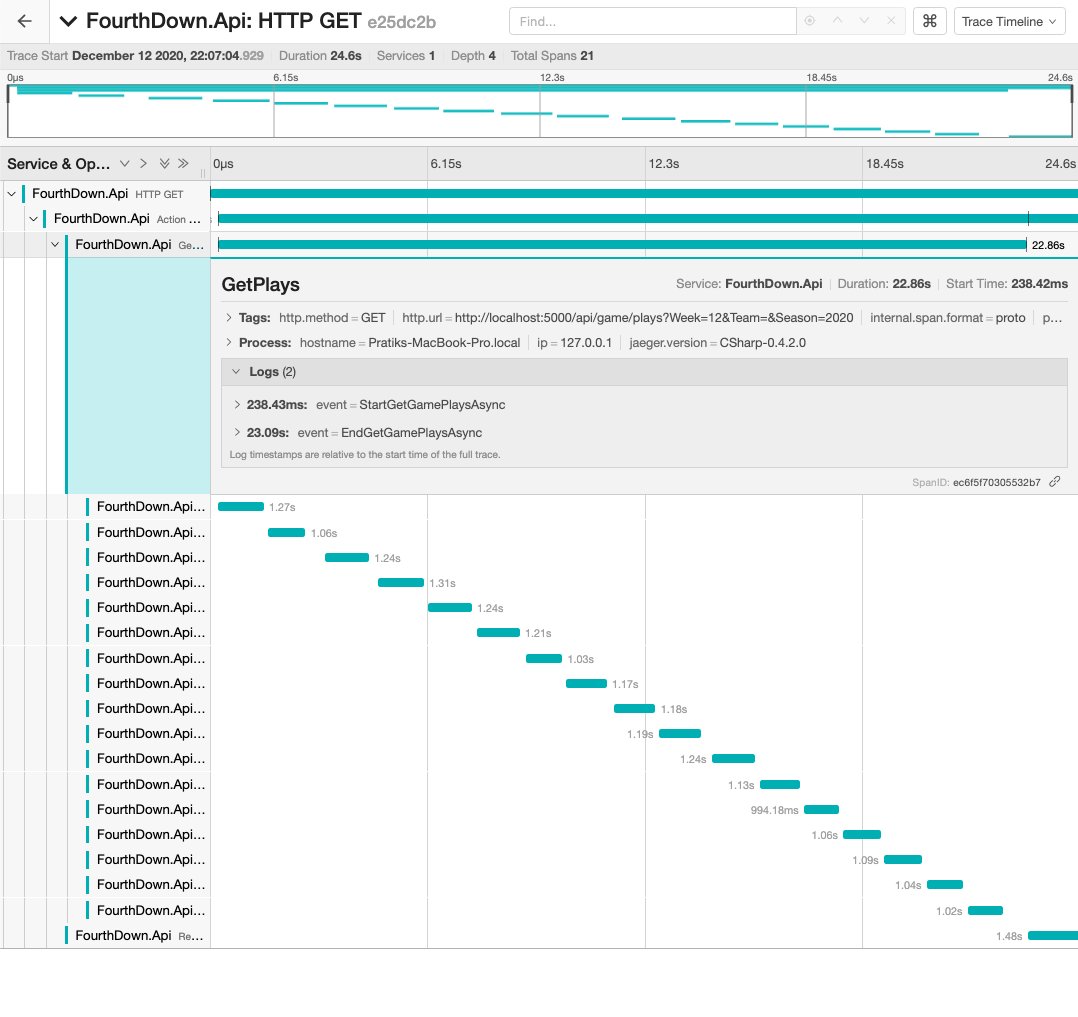 FourthDown.Api: HTTP GET e25dc2b
Find...
⌘
Trace Timeline
Trace Start December 12 2020, 22:07:04.929 Duration 24.6s Services 1 Depth 4 Total Spans 21
0μs 6.15s 12.3s 18.45s 24.6s
Service & Op... 0μs 6.15s 12.3s 18.45s 24.6s
FourthDown.Api HTTP GET
FourthDown.Api Action ...
FourthDown.Api Ge... 22.86s
GetPlays Service: FourthDown.Api Duration: 22.86s Start Time: 238.42ms
Tags: http.method = GET http.url = http://localhost:5000/api/game/plays?Week=12&Team=&Season=2020 internal.span.format = proto p...
Process: hostname = Pratiks-MacBook-Pro.local ip = 127.0.0.1 jaeger.version = CSharp-0.4.2.0
Logs (2)
238.43ms: event = StartGetGamePlaysAsync
23.09s: event = EndGetGamePlaysAsync
Log timestamps are relative to the start time of the full trace.
SpanID: ec6f5f70305532b7
FourthDown.Api... 1.27s
FourthDown.Api... 1.06s
FourthDown.Api... 1.24s
FourthDown.Api... 1.31s
FourthDown.Api... 1.24s
FourthDown.Api... 1.21s
FourthDown.Api... 1.03s
FourthDown.Api... 1.17s
FourthDown.Api... 1.18s
FourthDown.Api... 1.19s
FourthDown.Api... 1.24s
FourthDown.Api... 1.13s
FourthDown.Api... 994.18ms
FourthDown.Api... 1.06s
FourthDown.Api... 1.09s
FourthDown.Api... 1.04s
FourthDown.Api... 1.02s
FourthDown.Api Re... 1.48s